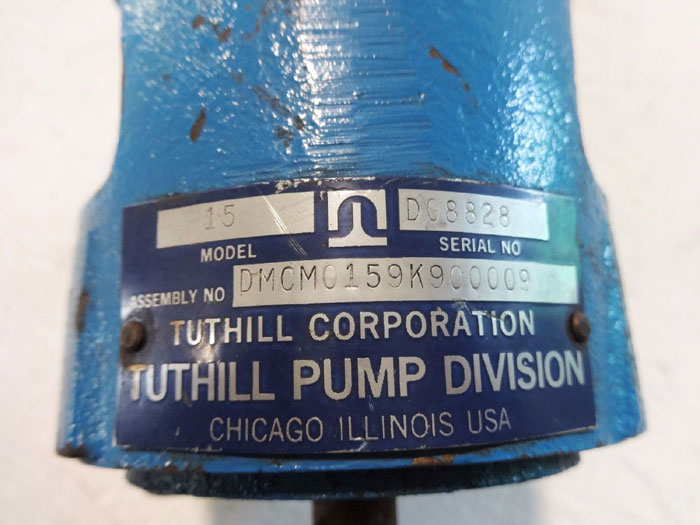 15 DC8828
MODEL SERIAL NO
ASSEMBLY NO DMCM0159K900009
TUTHILL CORPORATION
TUTHILL PUMP DIVISION
CHICAGO ILLINOIS USA